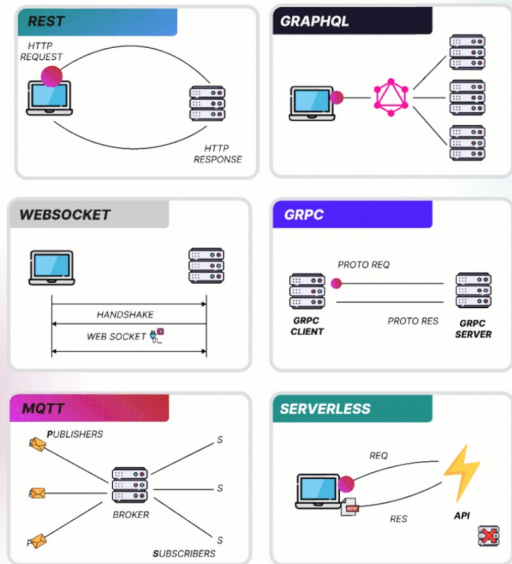 REST
HTTP
REQUEST
HTTP
RESPONSE
GRAPHQL
WEBSOCKET
HANDSHAKE
WEB SOCKET
GRPC
PROTO REQ
GRPC
CLIENT
PROTO RES
GRPC
SERVER
MQTT
PUBLISHERS
P
P
P
BROKER
S
S
S
SUBSCRIBERS
SERVERLESS
REQ
RES
API